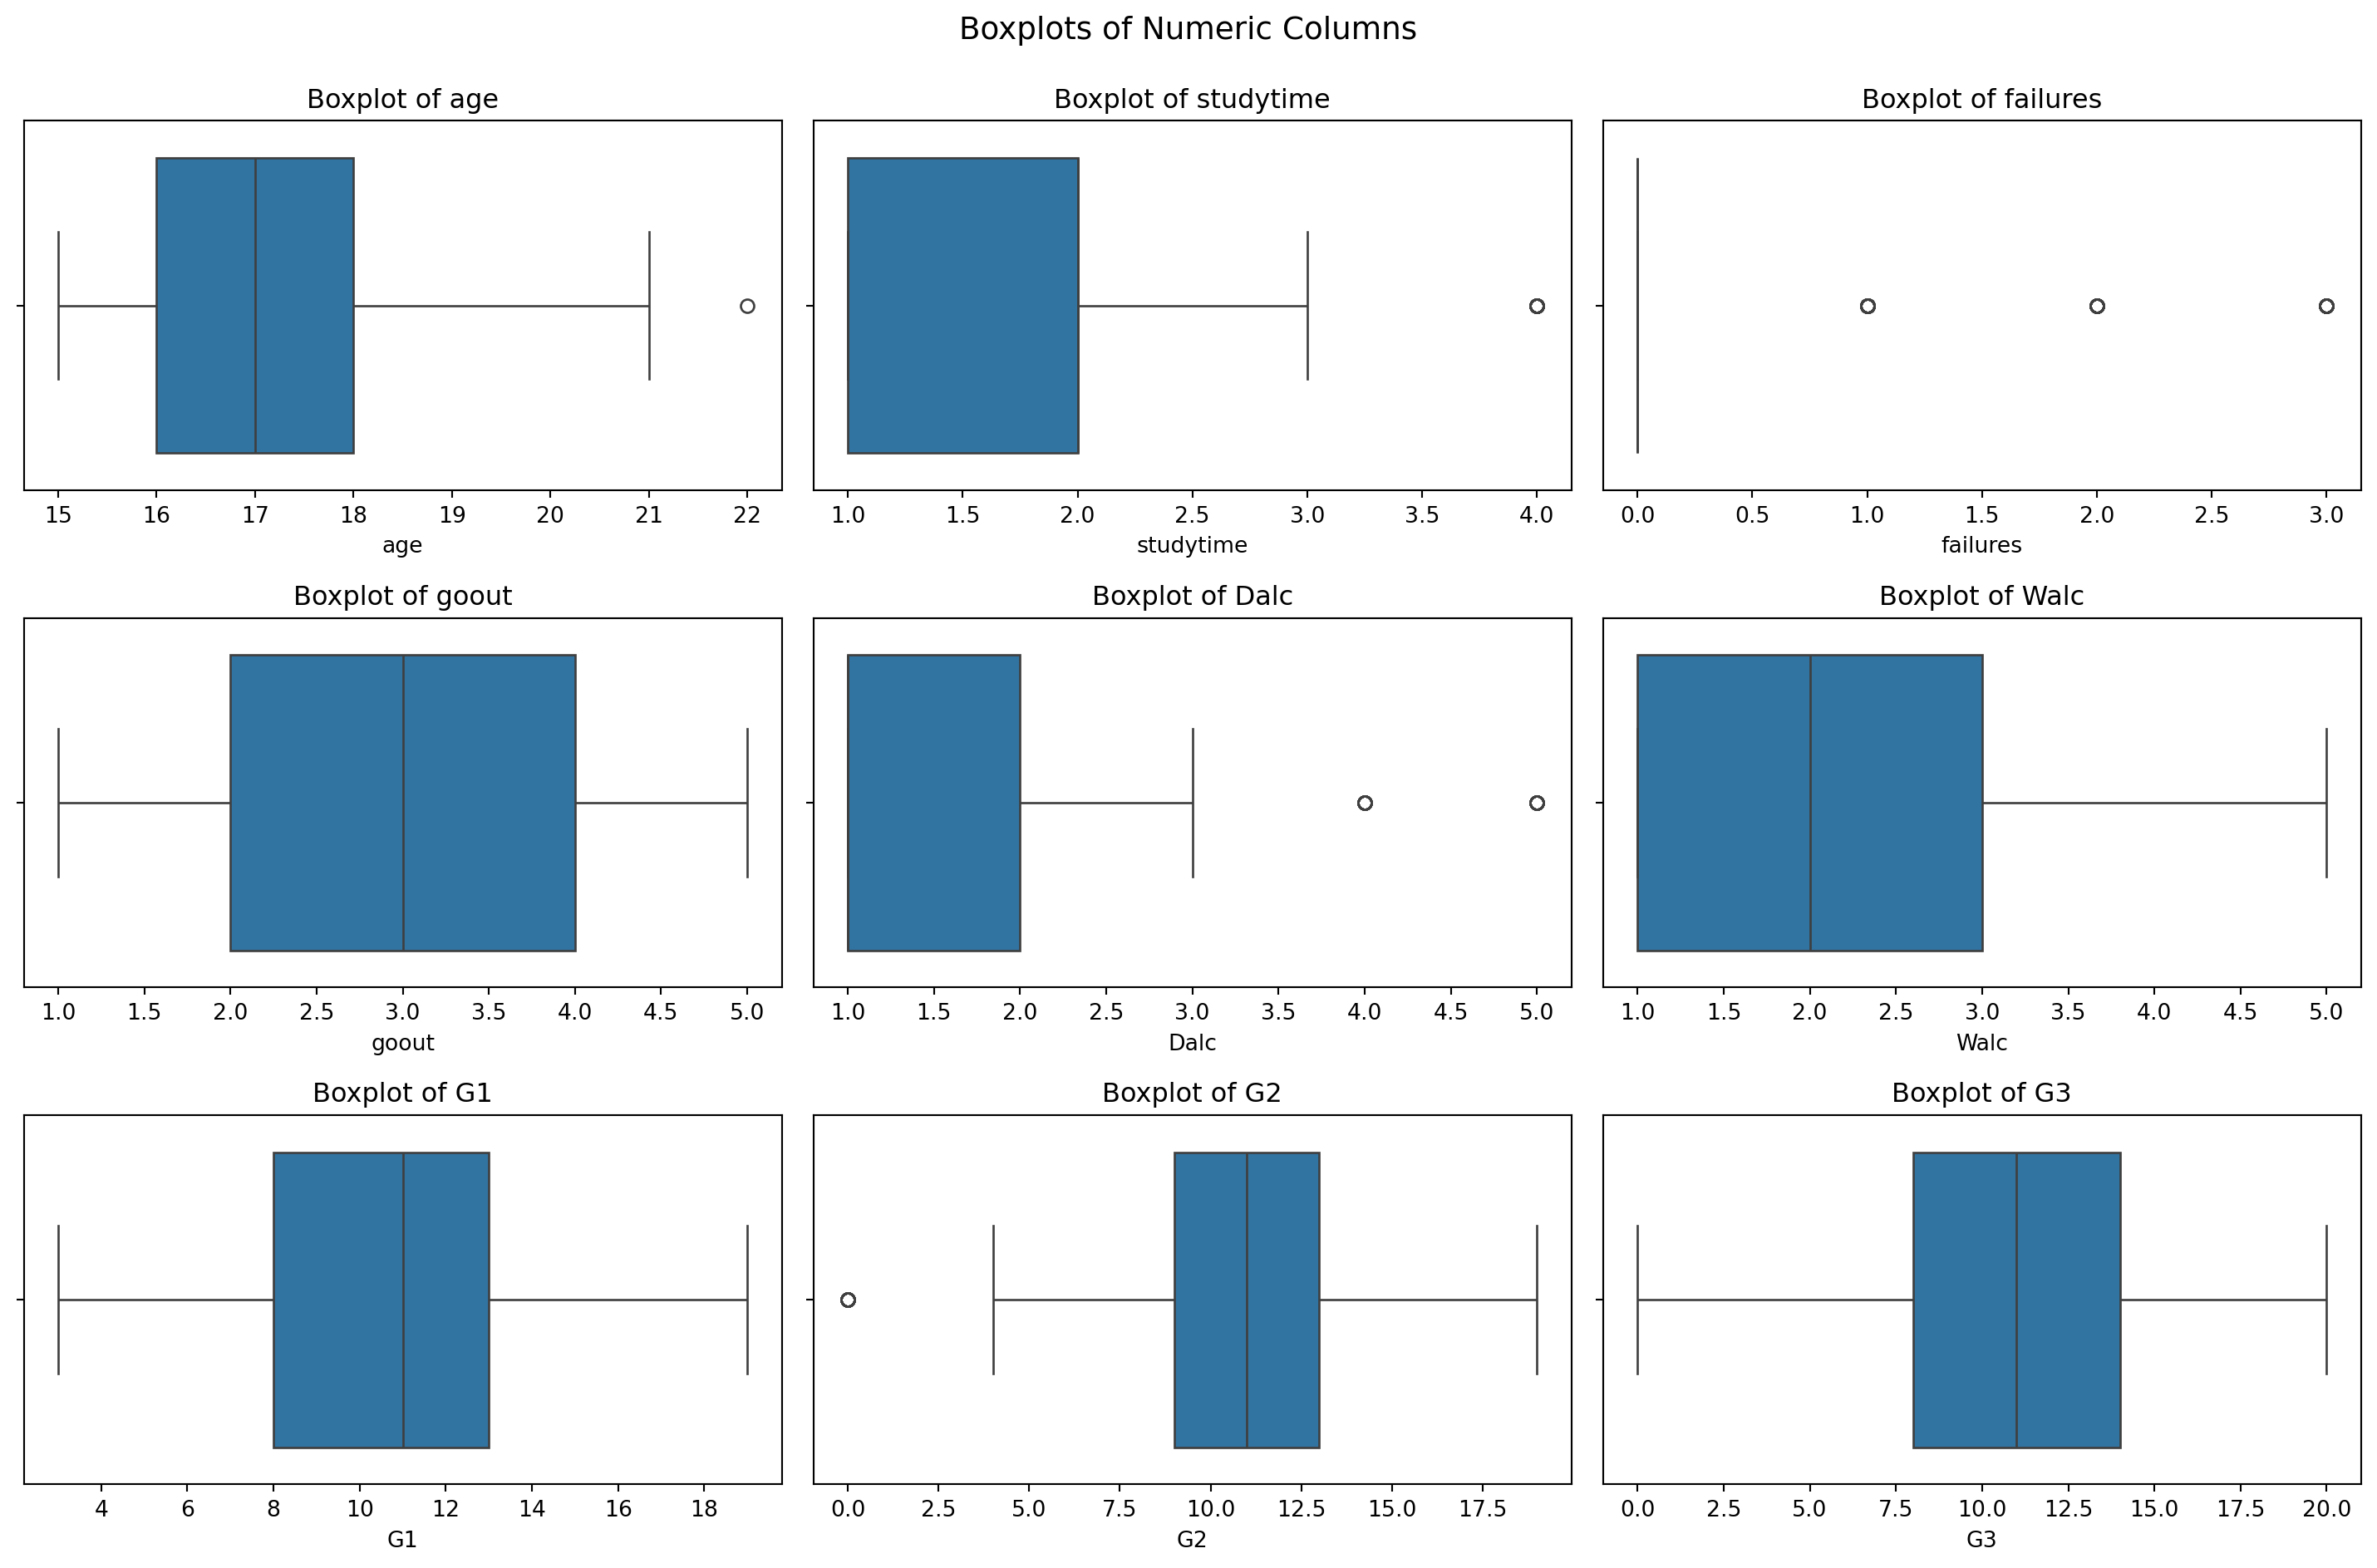 Boxplots of Numeric Columns
Boxplot of age
15 16 17 18 19 20 21 22
age
Boxplot of studytime
1.0 1.5 2.0 2.5 3.0 3.5 4.0
studytime
Boxplot of failures
0.0 0.5 1.0 1.5 2.0 2.5 3.0
failures
Boxplot of goout
1.0 1.5 2.0 2.5 3.0 3.5 4.0 4.5 5.0
goout
Boxplot of Dalc
1.0 1.5 2.0 2.5 3.0 3.5 4.0 4.5 5.0
Dalc
Boxplot of Walc
1.0 1.5 2.0 2.5 3.0 3.5 4.0 4.5 5.0
Walc
Boxplot of G1
4 6 8 10 12 14 16 18
G1
Boxplot of G2
0.0 2.5 5.0 7.5 10.0 12.5 15.0 17.5
G2
Boxplot of G3
0.0 2.5 5.0 7.5 10.0 12.5 15.0 17.5 20.0
G3